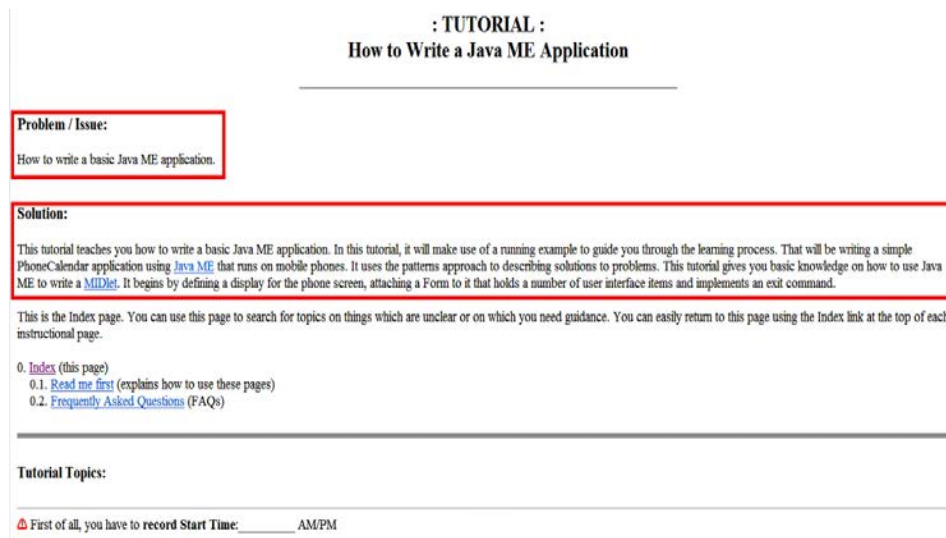 : TUTORIAL :
How to Write a Java ME Application
Problem / Issue:
How to write a basic Java ME application.
Solution:
This tutorial teaches you how to write a basic Java ME application. In this tutorial, it will make use of a running example to guide you through the learning process. That will be writing a simple
PhoneCalendar application using Java ME that runs on mobile phones. It uses the patterns approach to describing solutions to problems. This tutorial gives you basic knowledge on how to use Java
ME to write a MIDlet. It begins by defining a display for the phone screen, attaching a Form to it that holds a number of user interface items and implements an exit command.
This is the Index page. You can use this page to search for topics on things which are unclear or on which you need guidance. You can easily return to this page using the Index link at the top of each
instructional page.
0. Index (this page)
0.1. Read me first (explains how to use these pages)
0.2. Frequently Asked Questions (FAQs)
Tutorial Topics:
First of all, you have to record Start Time:_________ AM/PM